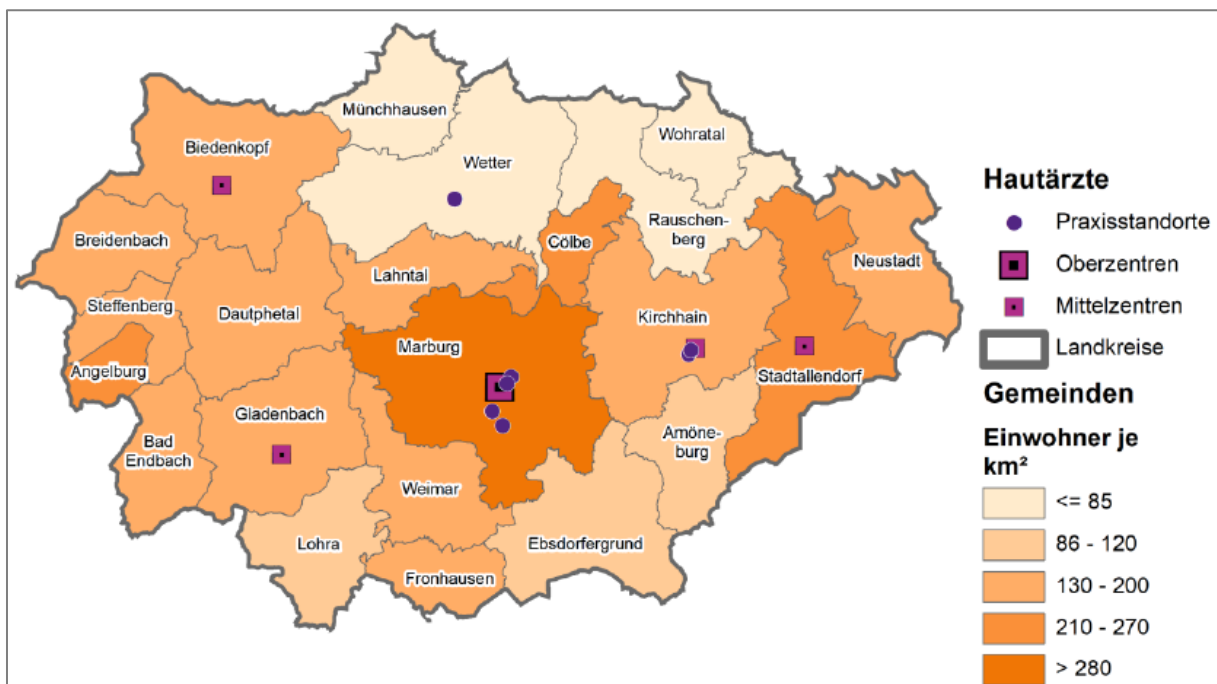 Münchhausen
Wohratal
Biedenkopf
Wetter
Rauschen-
berg
Breidenbach
Cölbe
Neustadt
Lahntal
Steffenberg
Dautphetal
Kirchhain
Marburg
Angelburg
Stadtallendorf
Gladenbach
Amöne-
burg
Bad
Endbach
Weimar
Lohra
Ebsdorfergrund
Fronhausen
Hautärzte
Praxisstandorte
Oberzentren
Mittelzentren
Landkreise
Gemeinden
Einwohner je
km²
<= 85
86 - 120
130 - 200
210 - 270
> 280